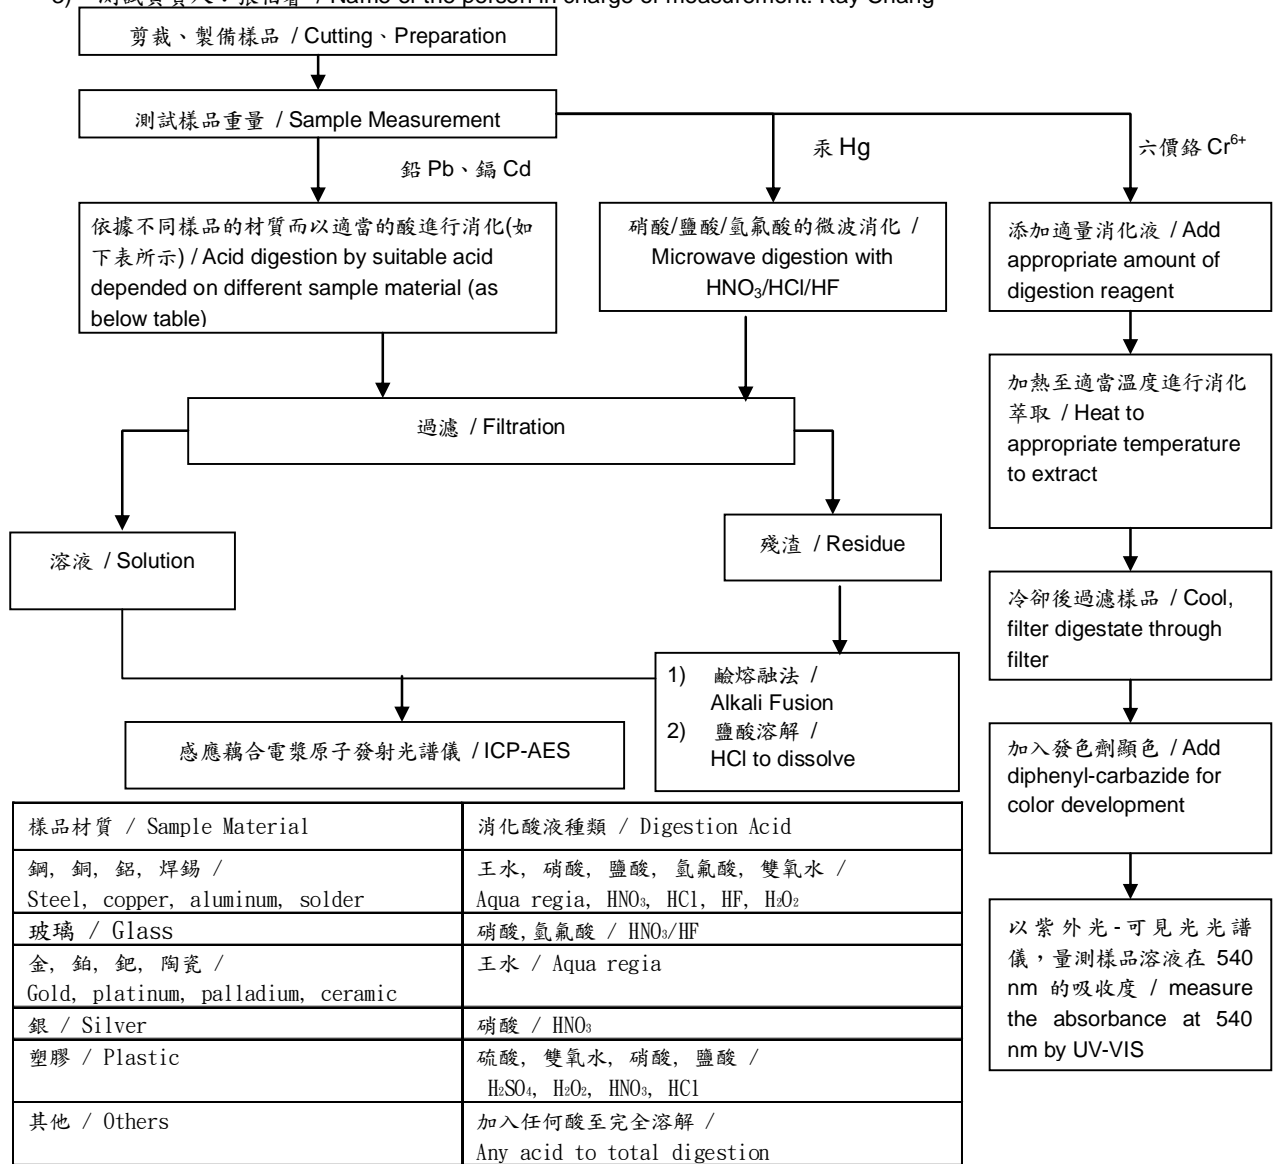 Name of the person in charge of measurement: Ray Chang
剪裁、製備樣品 / Cutting、Preparation
測試樣品重量 / Sample Measurement
鉛 Pb、鎘 Cd
汞 Hg
六價鉻 Cr⁶⁺
依據不同樣品的材質而以適當的酸進行消化(如
下表所示) / Acid digestion by suitable acid
depended on different sample material (as
below table)
硝酸/鹽酸/氫氟酸的微波消化 /
Microwave digestion with
HNO₃/HCl/HF
添加適量消化液 / Add
appropriate amount of
digestion reagent
加熱至適當溫度進行消化
萃取 / Heat to
appropriate temperature
to extract
過濾 / Filtration
溶液 / Solution
殘渣 / Residue
冷卻後過濾樣品 / Cool,
filter digestate through
filter
1) 鹼熔融法 /
Alkali Fusion
2) 鹽酸溶解 /
HCl to dissolve
感應藕合電漿原子發射光譜儀 / ICP-AES
加入發色劑顯色 / Add
diphenyl-carbazide for
color development
以紫外光-可見光光譜
儀，量測樣品溶液在 540
nm 的吸收度 / measure
the absorbance at 540
nm by UV-VIS
樣品材質 / Sample Material
消化酸液種類 / Digestion Acid
鋼, 銅, 鋁, 焊錫 /
Steel, copper, aluminum, solder
王水, 硝酸, 鹽酸, 氫氟酸, 雙氧水 /
Aqua regia, HNO₃, HCl, HF, H₂O₂
玻璃 / Glass
硝酸,氫氟酸 / HNO₃/HF
金, 鉑, 鈀, 陶瓷 /
Gold, platinum, palladium, ceramic
王水 / Aqua regia
銀 / Silver
硝酸 / HNO₃
塑膠 / Plastic
硫酸, 雙氧水, 硝酸, 鹽酸 /
H₂SO₄, H₂O₂, HNO₃, HCl
其他 / Others
加入任何酸至完全溶解 /
Any acid to total digestion